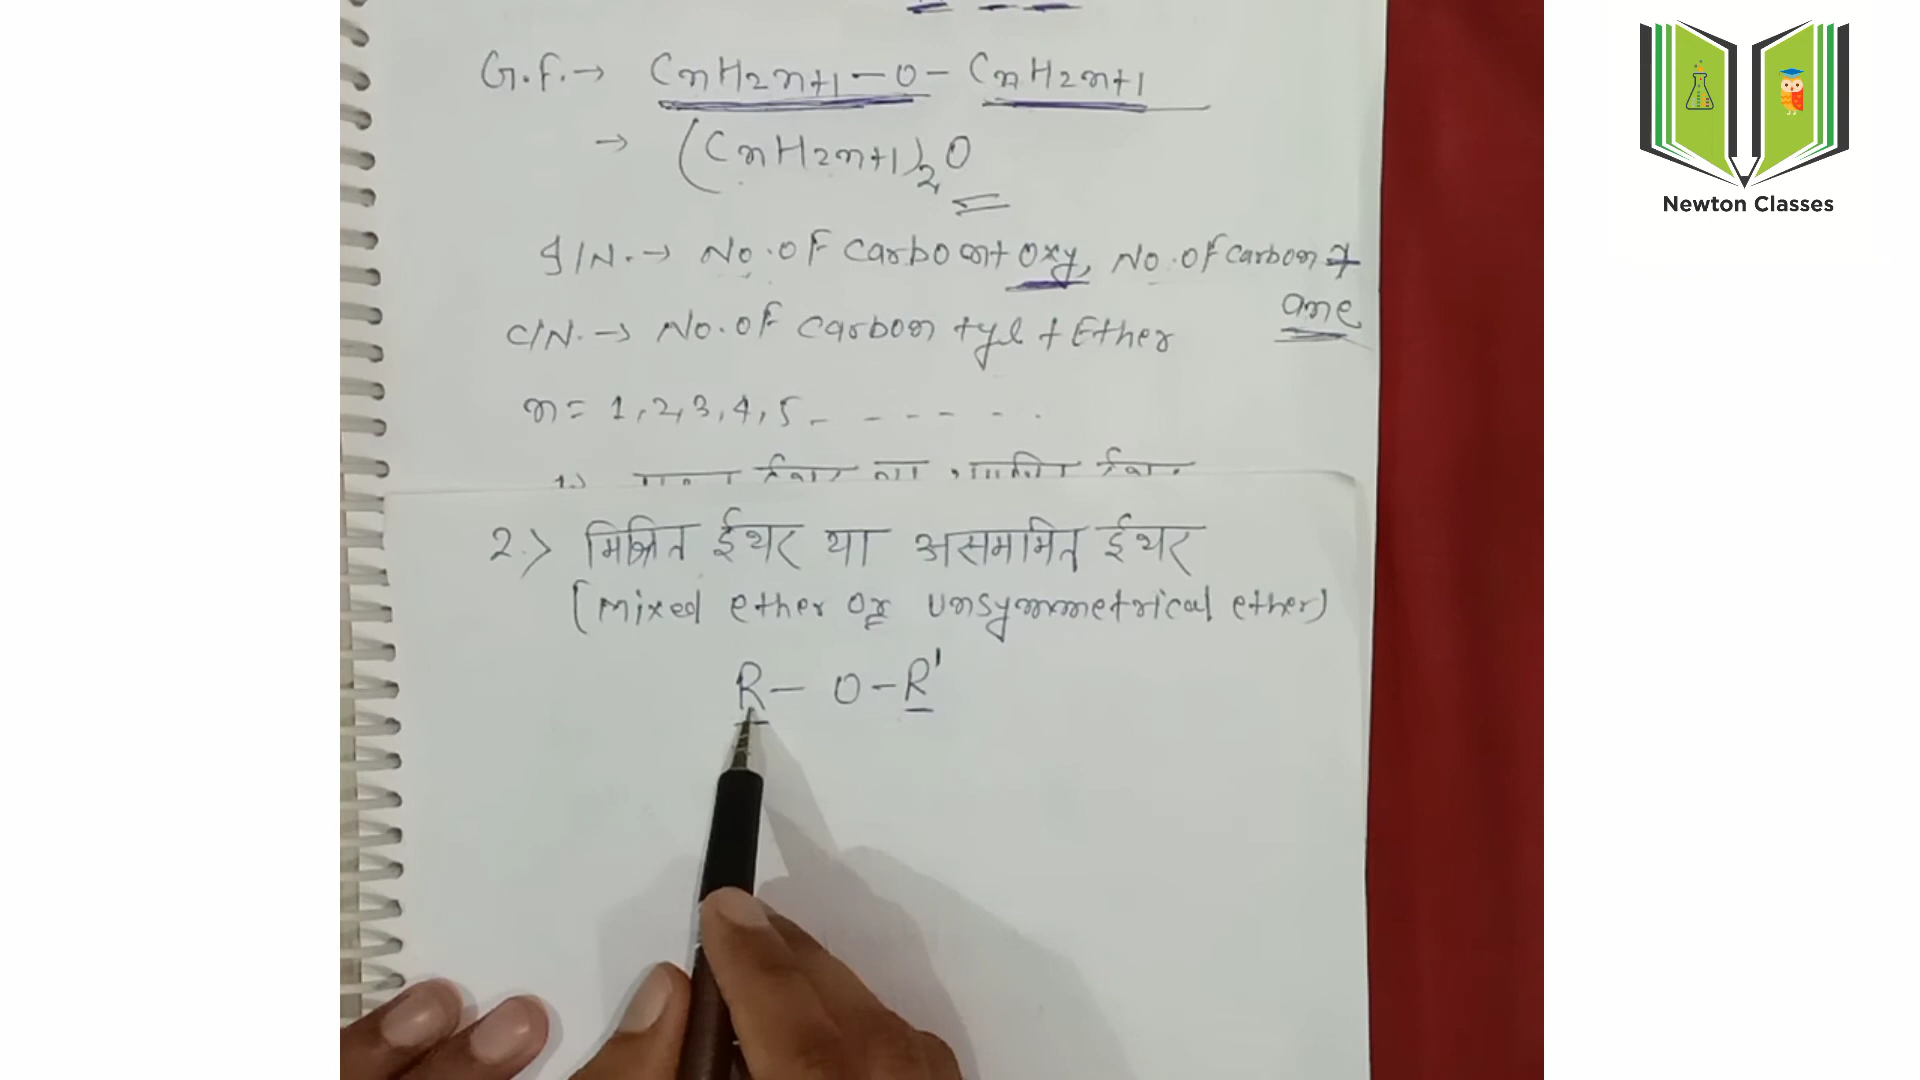 G.F. → CnH2n+1 - O - CnH2n+1
→ (CnH2n+1)2O
I/N. → No. of carbon + oxy, No. of carbon +
ane
C/N. → No. of carbon + yl + Ether
n = 1, 2, 3, 4, 5 - - - - - -
2.> मिश्रित ईथर या असममित ईथर
(Mixed ether or unsymmetrical ether)
R - O - R'
Newton Classes